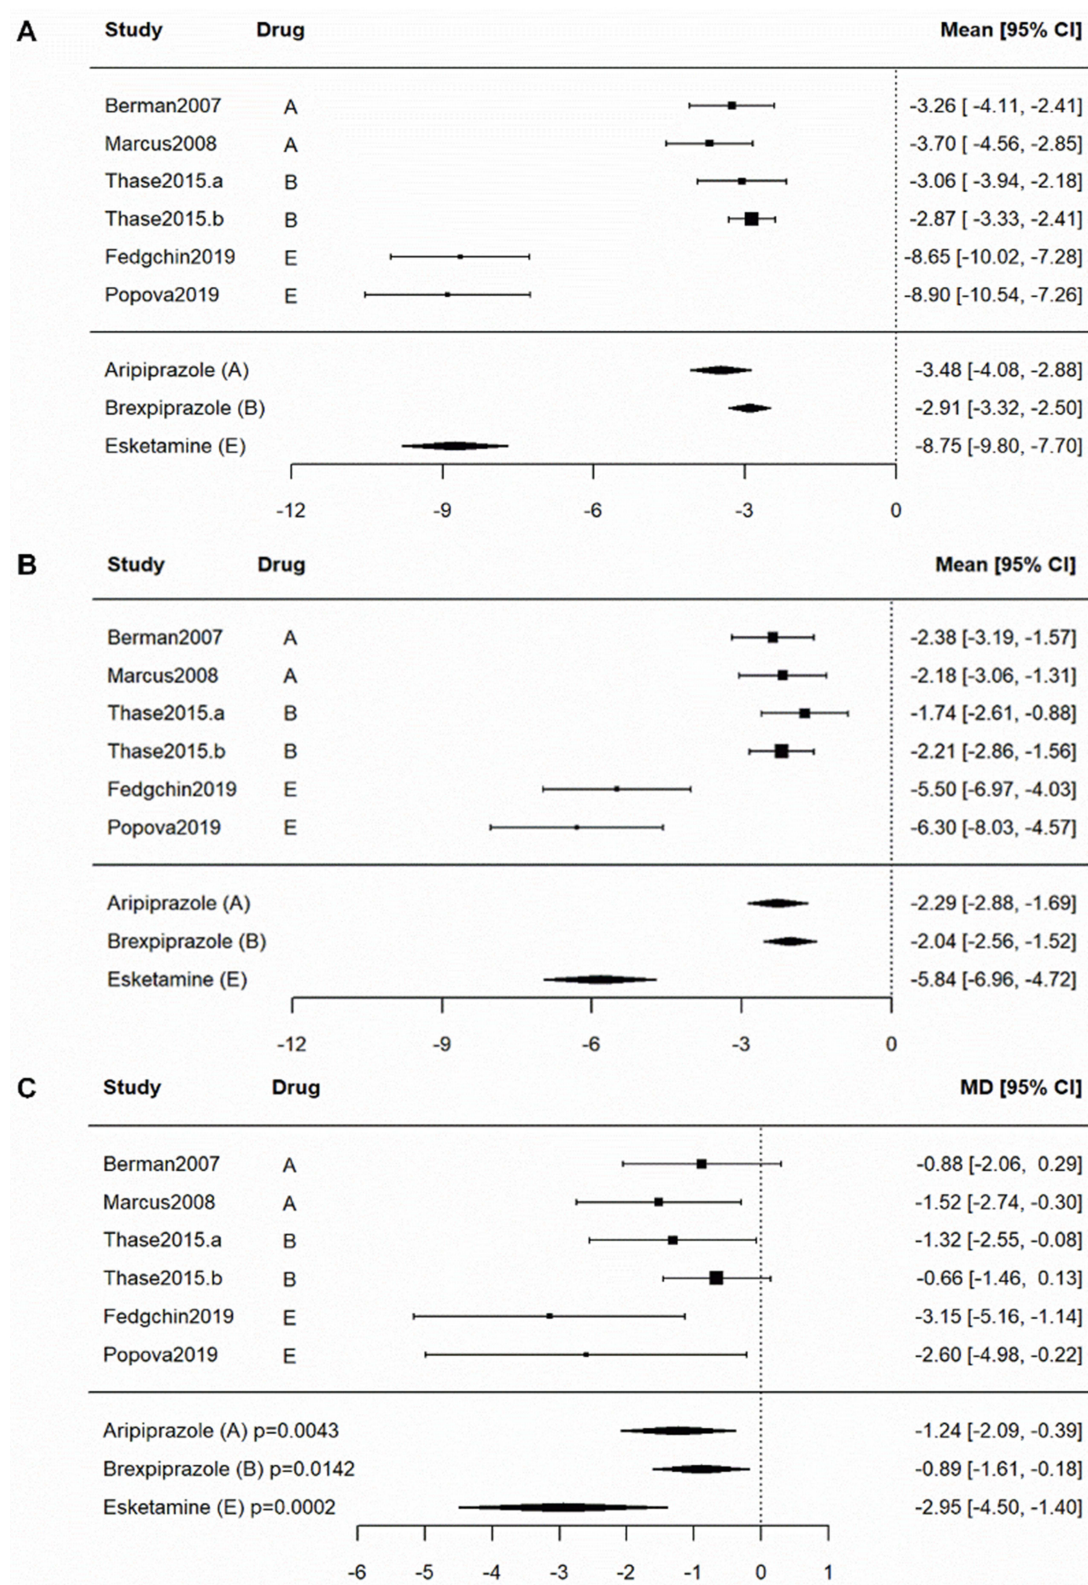 A
Study Drug Mean [95% CI]
Berman2007 A -3.26 [ -4.11, -2.41]
Marcus2008 A -3.70 [ -4.56, -2.85]
Thase2015.a B -3.06 [ -3.94, -2.18]
Thase2015.b B -2.87 [ -3.33, -2.41]
Fedgchin2019 E -8.65 [-10.02, -7.28]
Popova2019 E -8.90 [-10.54, -7.26]
Aripiprazole (A) -3.48 [-4.08, -2.88]
Brexpiprazole (B) -2.91 [-3.32, -2.50]
Esketamine (E) -8.75 [-9.80, -7.70]
-12 -9 -6 -3 0
B
Study Drug Mean [95% CI]
Berman2007 A -2.38 [-3.19, -1.57]
Marcus2008 A -2.18 [-3.06, -1.31]
Thase2015.a B -1.74 [-2.61, -0.88]
Thase2015.b B -2.21 [-2.86, -1.56]
Fedgchin2019 E -5.50 [-6.97, -4.03]
Popova2019 E -6.30 [-8.03, -4.57]
Aripiprazole (A) -2.29 [-2.88, -1.69]
Brexpiprazole (B) -2.04 [-2.56, -1.52]
Esketamine (E) -5.84 [-6.96, -4.72]
-12 -9 -6 -3 0
C
Study Drug MD [95% CI]
Berman2007 A -0.88 [-2.06, 0.29]
Marcus2008 A -1.52 [-2.74, -0.30]
Thase2015.a B -1.32 [-2.55, -0.08]
Thase2015.b B -0.66 [-1.46, 0.13]
Fedgchin2019 E -3.15 [-5.16, -1.14]
Popova2019 E -2.60 [-4.98, -0.22]
Aripiprazole (A) p=0.0043 -1.24 [-2.09, -0.39]
Brexpiprazole (B) p=0.0142 -0.89 [-1.61, -0.18]
Esketamine (E) p=0.0002 -2.95 [-4.50, -1.40]
-6 -5 -4 -3 -2 -1 0 1